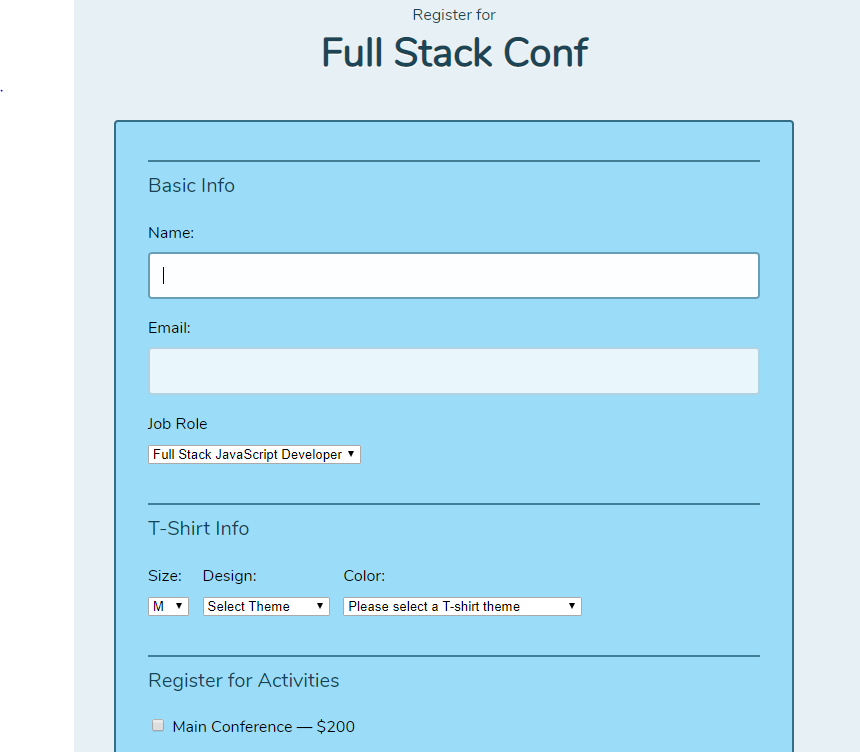 Register for
Full Stack Conf
Basic Info
Name:
Email:
Job Role
Full Stack JavaScript Developer
T-Shirt Info
Size: Design: Color:
M Select Theme Please select a T-shirt theme
Register for Activities
Main Conference — $200